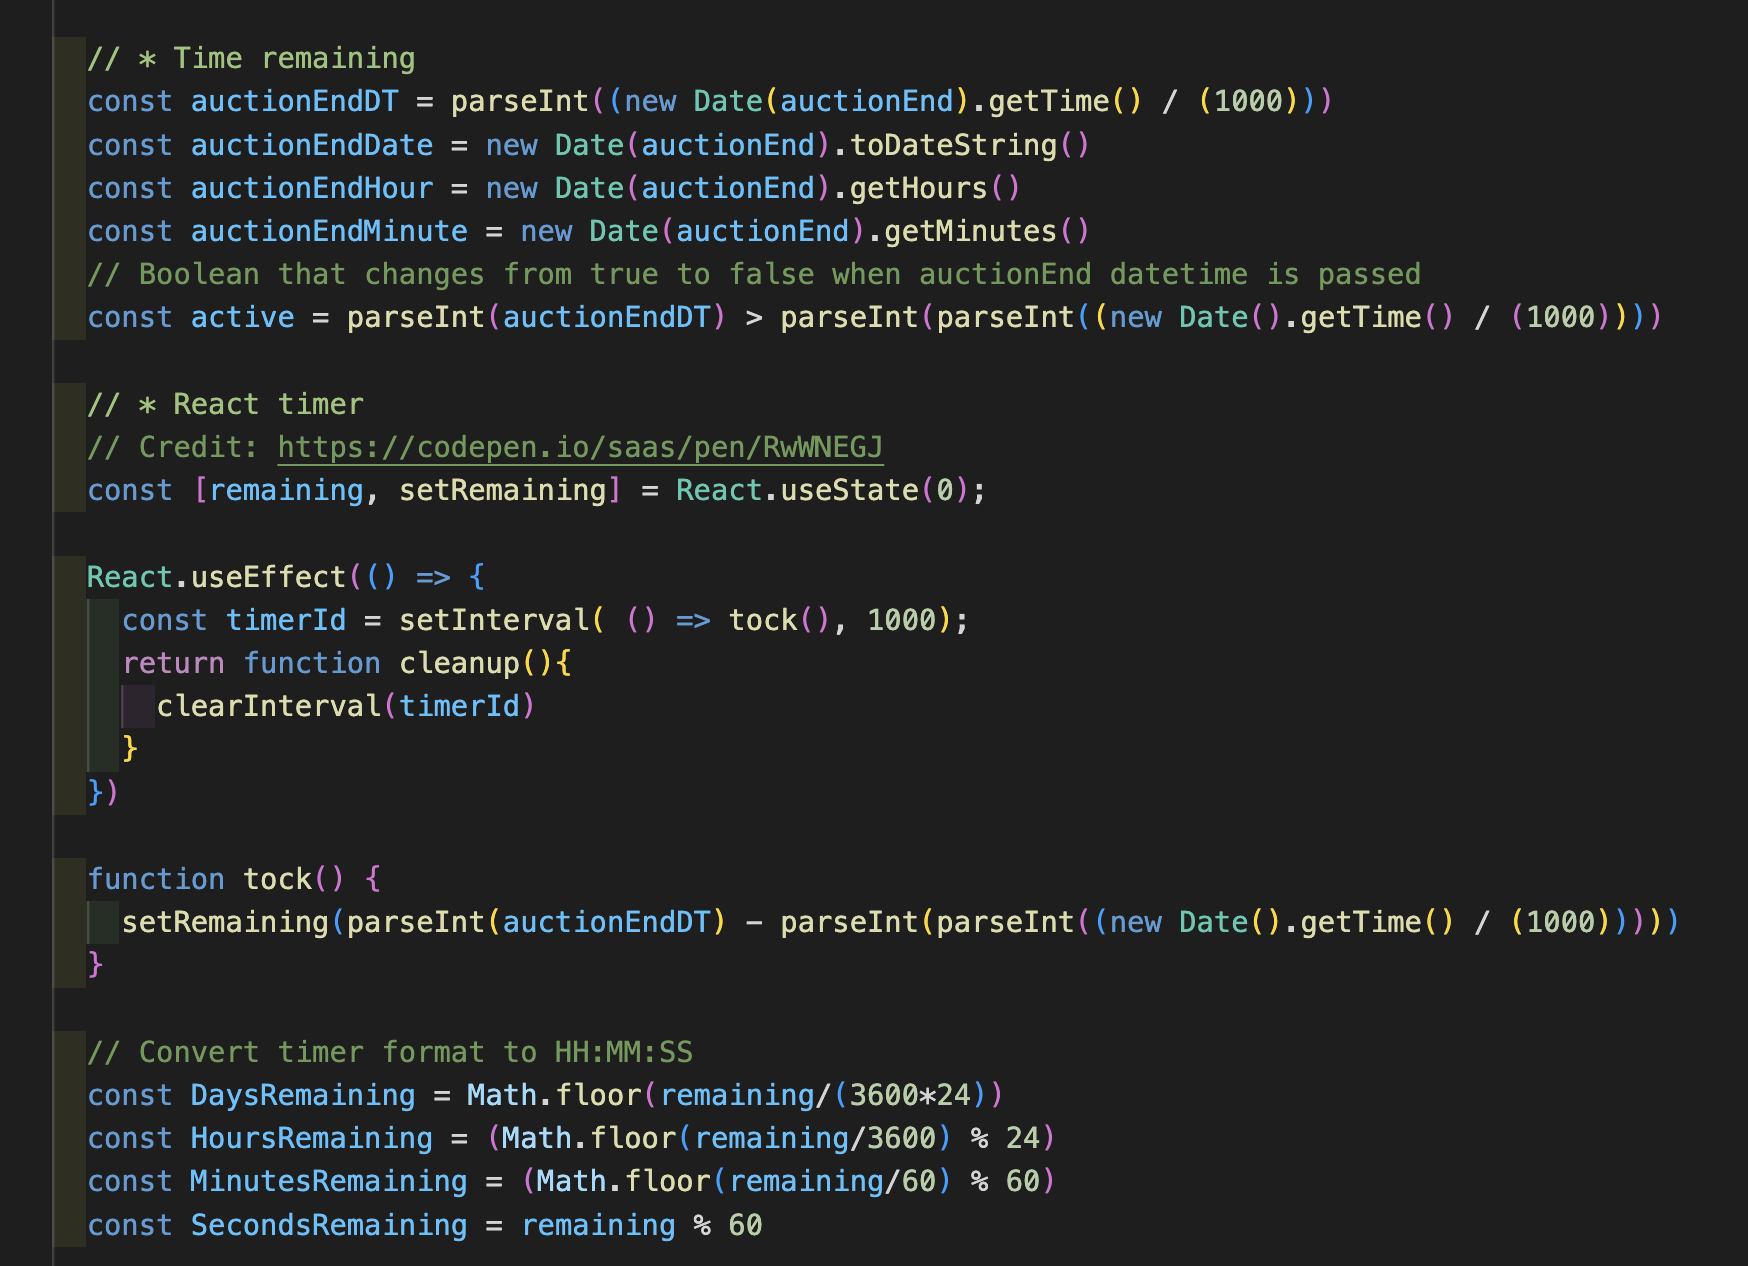 // * Time remaining
const auctionEndDT = parseInt((new Date(auctionEnd).getTime() / (1000)))
const auctionEndDate = new Date(auctionEnd).toDateString()
const auctionEndHour = new Date(auctionEnd).getHours()
const auctionEndMinute = new Date(auctionEnd).getMinutes()
// Boolean that changes from true to false when auctionEnd datetime is passed
const active = parseInt(auctionEndDT) > parseInt(parseInt((new Date().getTime() / (1000))))
// * React timer
// Credit: https://codepen.io/saas/pen/RwWNEGJ
const [remaining, setRemaining] = React.useState(0);
React.useEffect(() => {
const timerId = setInterval( () => tock(), 1000);
return function cleanup(){
clearInterval(timerId)
}
})
function tock() {
setRemaining(parseInt(auctionEndDT) - parseInt(parseInt((new Date().getTime() / (1000)))))
}
// Convert timer format to HH:MM:SS
const DaysRemaining = Math.floor(remaining/(3600*24))
const HoursRemaining = (Math.floor(remaining/3600) % 24)
const MinutesRemaining = (Math.floor(remaining/60) % 60)
const SecondsRemaining = remaining % 60